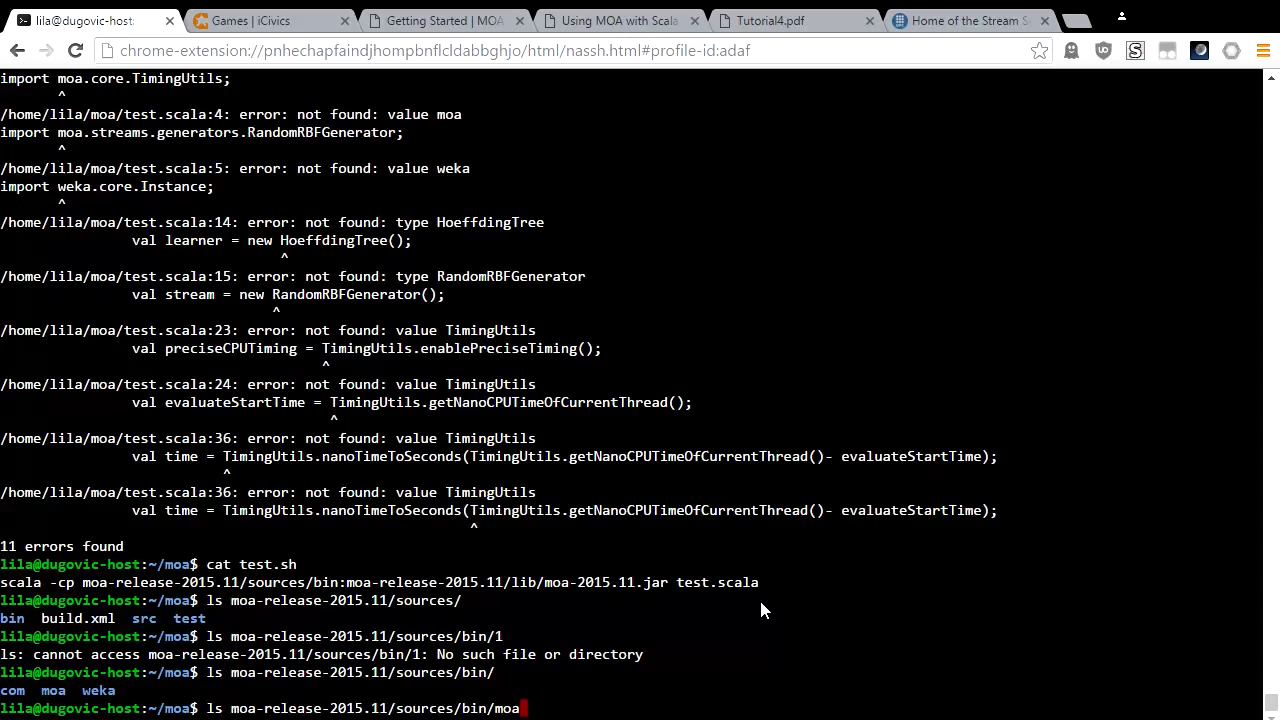 lila@dugovic-host:
Games | iCivics
Getting Started | MOA
Using MOA with Scala
Tutorial4.pdf
Home of the Stream S
chrome-extension://pnhechapfaindjhompbnflcldabbghjo/html/nassh.html#profile-id:adaf
import moa.core.TimingUtils;
^
/home/lila/moa/test.scala:4: error: not found: value moa
import moa.streams.generators.RandomRBFGenerator;
^
/home/lila/moa/test.scala:5: error: not found: value weka
import weka.core.Instance;
^
/home/lila/moa/test.scala:14: error: not found: type HoeffdingTree
val learner = new HoeffdingTree();
^
/home/lila/moa/test.scala:15: error: not found: type RandomRBFGenerator
val stream = new RandomRBFGenerator();
^
/home/lila/moa/test.scala:23: error: not found: value TimingUtils
val preciseCPUTiming = TimingUtils.enablePreciseTiming();
^
/home/lila/moa/test.scala:24: error: not found: value TimingUtils
val evaluateStartTime = TimingUtils.getNanoCPUTimeOfCurrentThread();
^
/home/lila/moa/test.scala:36: error: not found: value TimingUtils
val time = TimingUtils.nanoTimeToSeconds(TimingUtils.getNanoCPUTimeOfCurrentThread()- evaluateStartTime);
^
/home/lila/moa/test.scala:36: error: not found: value TimingUtils
val time = TimingUtils.nanoTimeToSeconds(TimingUtils.getNanoCPUTimeOfCurrentThread()- evaluateStartTime);
^
11 errors found
lila@dugovic-host:~/moa$ cat test.sh
scala -cp moa-release-2015.11/sources/bin:moa-release-2015.11/lib/moa-2015.11.jar test.scala
lila@dugovic-host:~/moa$ ls moa-release-2015.11/sources/
bin build.xml src test
lila@dugovic-host:~/moa$ ls moa-release-2015.11/sources/bin/1
ls: cannot access moa-release-2015.11/sources/bin/1: No such file or directory
lila@dugovic-host:~/moa$ ls moa-release-2015.11/sources/bin/
com moa weka
lila@dugovic-host:~/moa$ ls moa-release-2015.11/sources/bin/moa